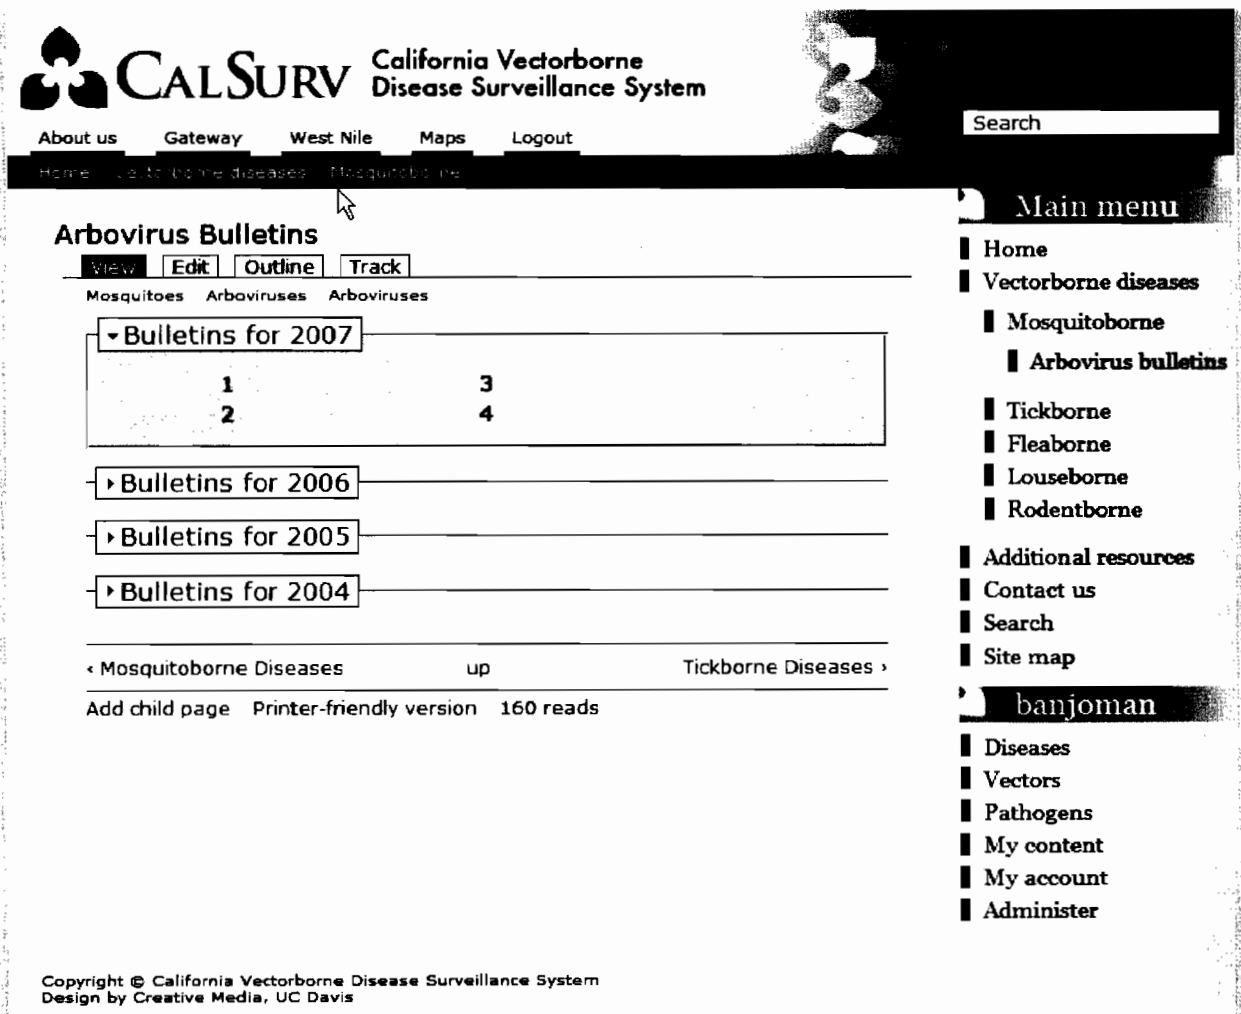 CALSURV California Vectorborne
Disease Surveillance System
Search
About us Gateway West Nile Maps Logout
Home Vectorborne diseases Mosquitoborne
Main menu
Home
Vectorborne diseases
Mosquitoborne
Arbovirus bulletins
Tickborne
Fleaborne
Louseborne
Rodentborne
Additional resources
Contact us
Search
Site map
banjoman
Diseases
Vectors
Pathogens
My content
My account
Administer
Arbovirus Bulletins
View Edit Outline Track
Mosquitoes Arboviruses Arboviruses
Bulletins for 2007
1 3
2 4
Bulletins for 2006
Bulletins for 2005
Bulletins for 2004
‹ Mosquitoborne Diseases up Tickborne Diseases ›
Add child page Printer-friendly version 160 reads
Copyright © California Vectorborne Disease Surveillance System
Design by Creative Media, UC Davis